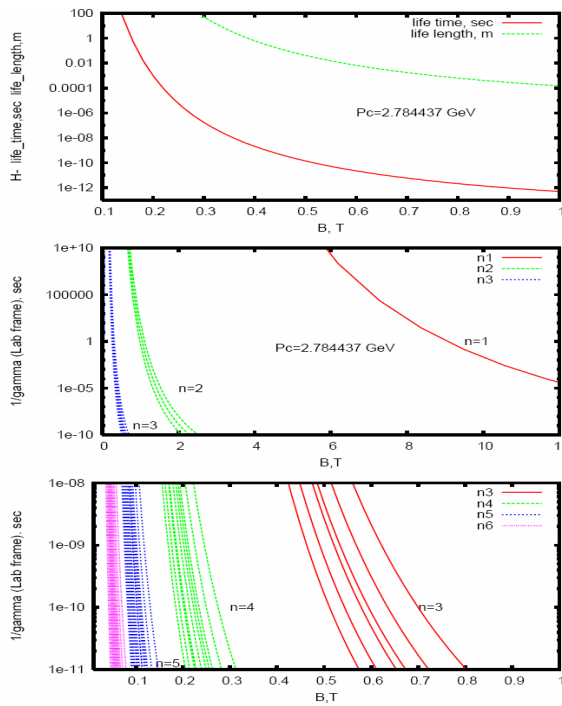 100
1
0.01
0.0001
1e-06
1e-08
1e-10
1e-12
H- life_time,sec life_length,m
life time, sec
life length, m
Pc=2.784437 GeV
0.1 0.2 0.3 0.4 0.5 0.6 0.7 0.8 0.9 1
B, T
1e+10
100000
1
1e-05
1e-10
1/gamma (Lab frame). sec
n1
n2
n3
n=1
Pc=2.784437 GeV
n=2
n=3
0 2 4 6 8 10 1
B,T
1e-08
1e-09
1e-10
1e-11
1/gamma (Lab frame). sec
n3
n4
n5
n6
n=4
n=3
n=5
0.1 0.2 0.3 0.4 0.5 0.6 0.7 0.8 0.9 1
B,T